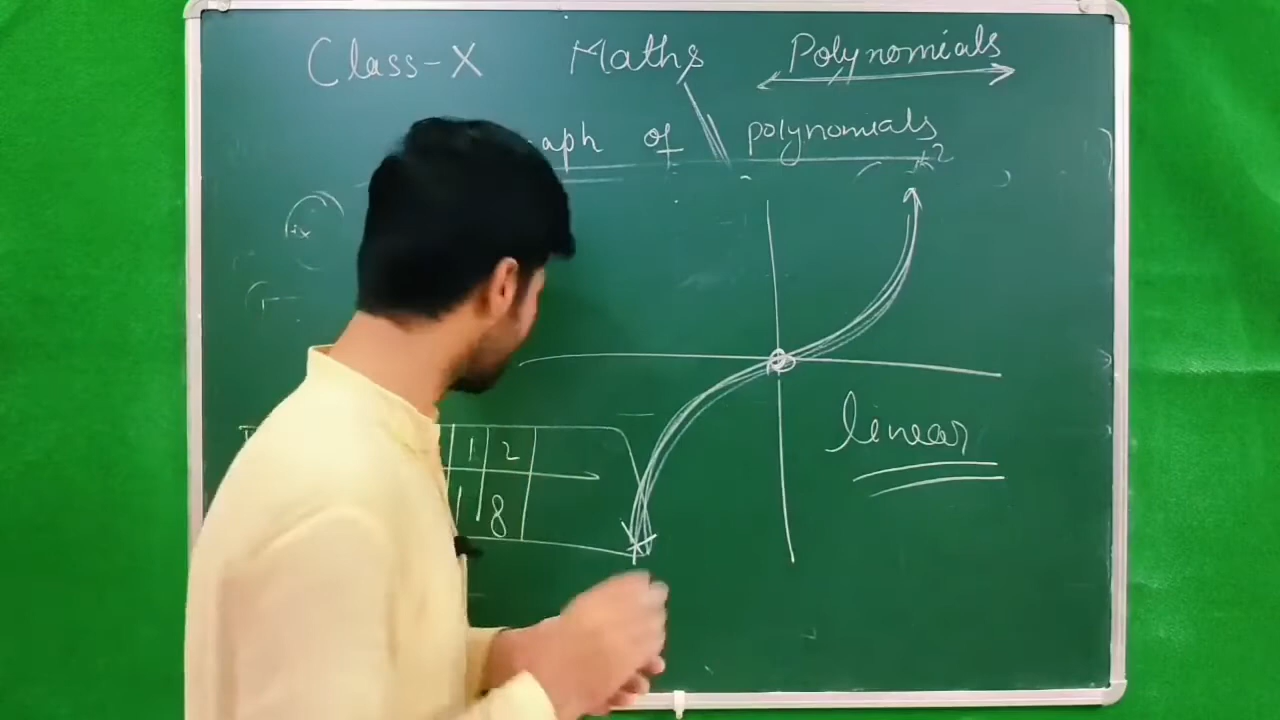 Class-X Maths Polynomials
aph of polynomials
linear
1 2
1 8